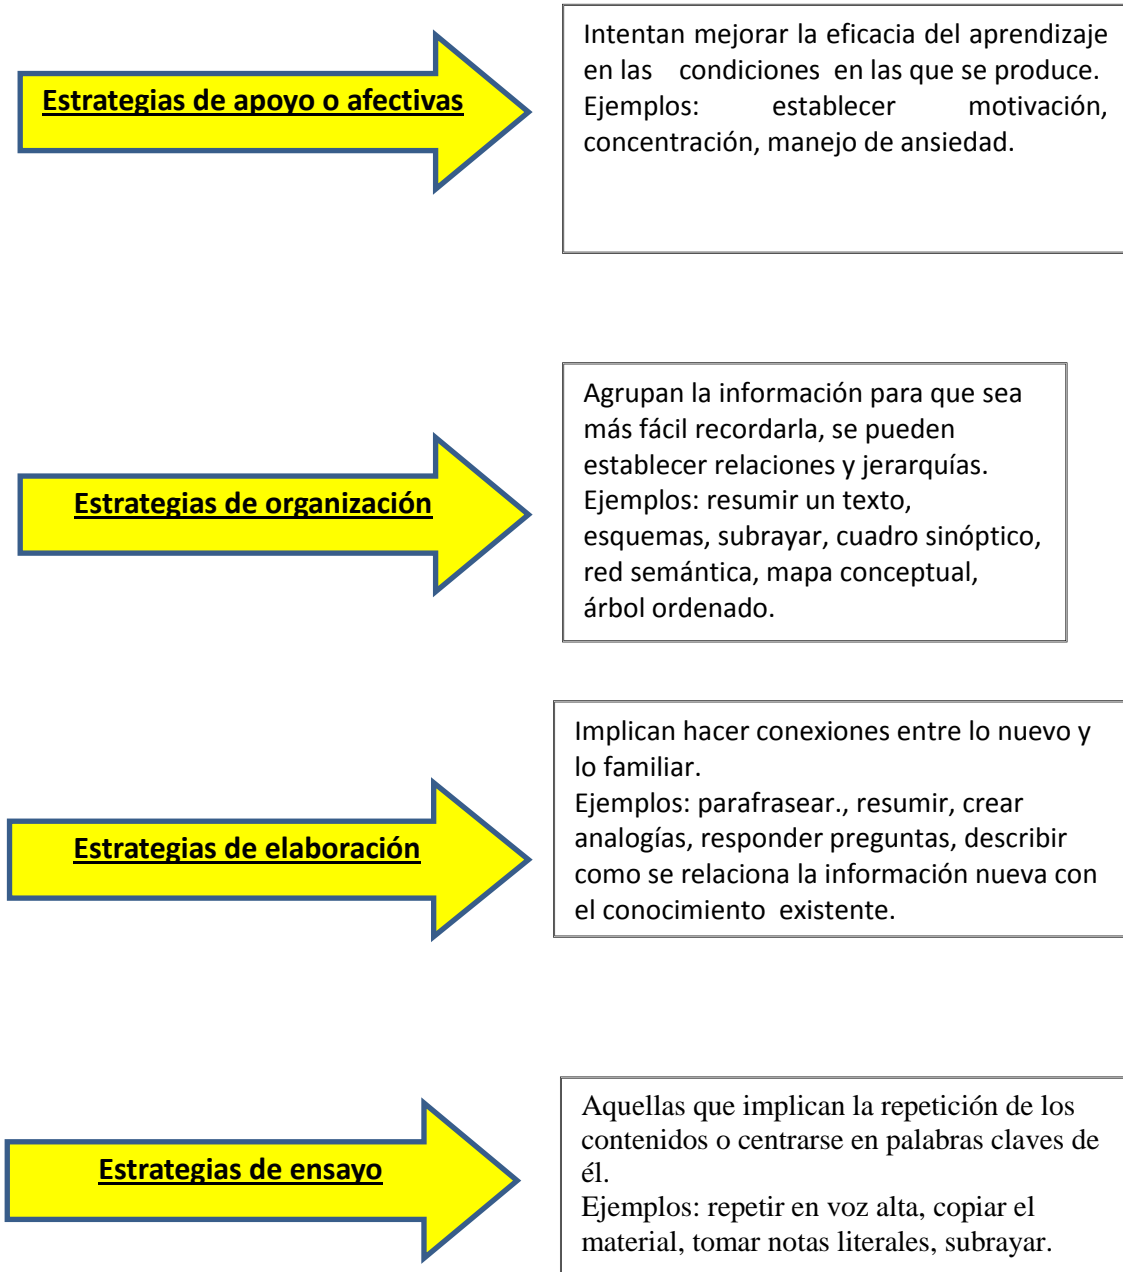 Estrategias de apoyo o afectivas
Intentan mejorar la eficacia del aprendizaje
en las condiciones en las que se produce.
Ejemplos: establecer motivación,
concentración, manejo de ansiedad.
Estrategias de organización
Agrupan la información para que sea
más fácil recordarla, se pueden
establecer relaciones y jerarquías.
Ejemplos: resumir un texto,
esquemas, subrayar, cuadro sinóptico,
red semántica, mapa conceptual,
árbol ordenado.
Estrategias de elaboración
Implican hacer conexiones entre lo nuevo y
lo familiar.
Ejemplos: parafrasear., resumir, crear
analogías, responder preguntas, describir
como se relaciona la información nueva con
el conocimiento existente.
Estrategias de ensayo
Aquellas que implican la repetición de los
contenidos o centrarse en palabras claves de
él.
Ejemplos: repetir en voz alta, copiar el
material, tomar notas literales, subrayar.